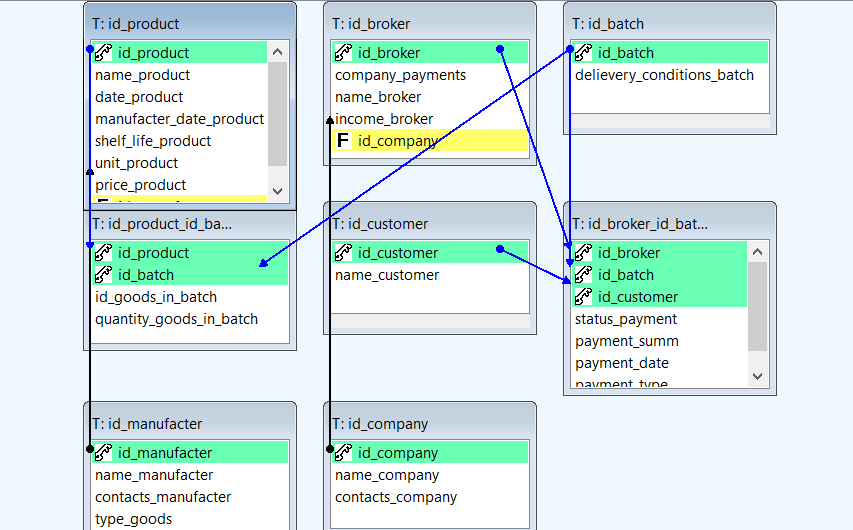 T: id_product
id_product
name_product
date_product
manufacter_date_product
shelf_life_product
unit_product
price_product
T: id_broker
id_broker
company_payments
name_broker
income_broker
F id_company
T: id_batch
id_batch
delievery_conditions_batch
T: id_product_id_ba...
id_product
id_batch
id_goods_in_batch
quantity_goods_in_batch
T: id_customer
id_customer
name_customer
T: id_broker_id_bat...
id_broker
id_batch
id_customer
status_payment
payment_summ
payment_date
payment_type
T: id_manufacter
id_manufacter
name_manufacter
contacts_manufacter
type_goods
T: id_company
id_company
name_company
contacts_company